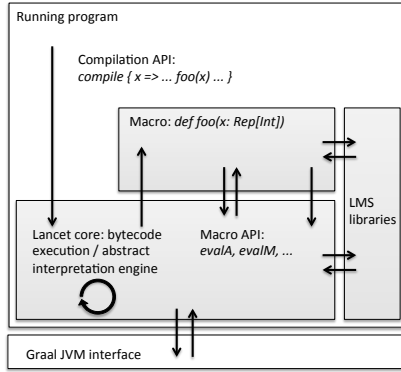 Running program
Compilation API:
compile { x => ... foo(x) ... }
Macro: def foo(x: Rep[Int])
LMS
libraries
Lancet core: bytecode
execution / abstract
interpretation engine
Macro API:
evalA, evalM, ...
Graal JVM interface